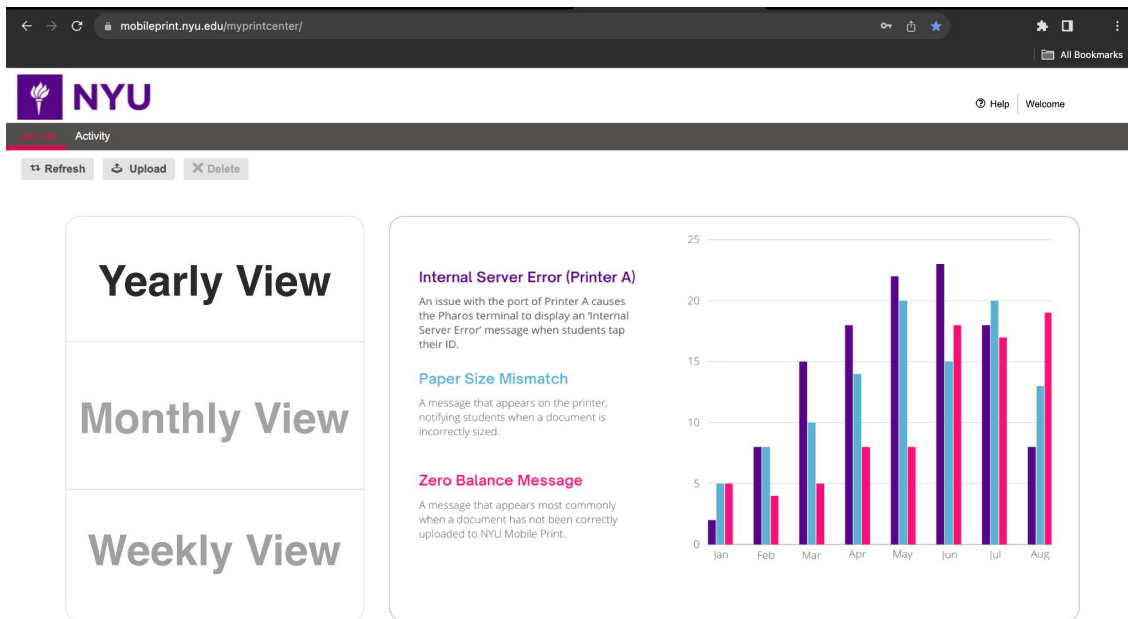 mobileprint.nyu.edu/myprintcenter/
All Bookmarks
NYU
Help Welcome
Job List Activity
Refresh Upload Delete
Yearly View
Monthly View
Weekly View
Internal Server Error (Printer A)
An issue with the port of Printer A causes
the Pharos terminal to display an ‘Internal
Server Error’ message when students tap
their ID.
Paper Size Mismatch
A message that appears on the printer,
notifying students when a document is
incorrectly sized.
Zero Balance Message
A message that appears most commonly
when a document has not been correctly
uploaded to NYU Mobile Print.
25
20
15
10
5
0
Jan Feb Mar Apr May Jun Jul Aug